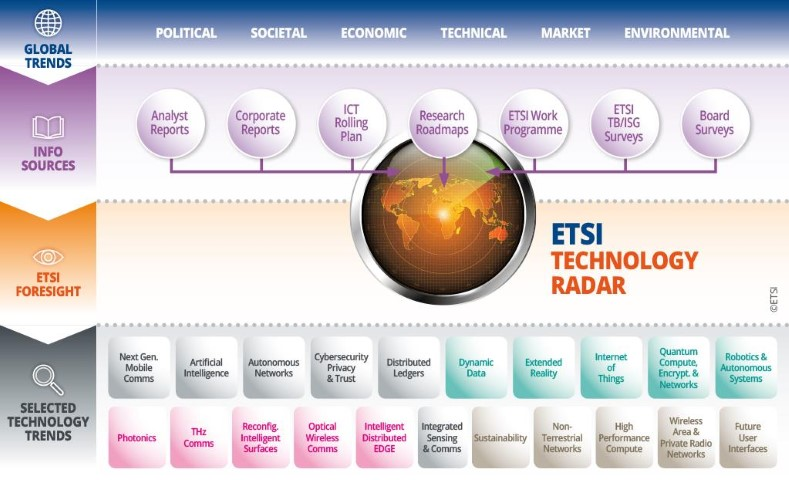 GLOBAL
TRENDS
POLITICAL SOCIETAL ECONOMIC TECHNICAL MARKET ENVIRONMENTAL
INFO
SOURCES
Analyst
Reports
Corporate
Reports
ICT
Rolling
Plan
Research
Roadmaps
ETSI Work
Programme
ETSI
TB/ISG
Surveys
Board
Surveys
ETSI
FORESIGHT
ETSI
TECHNOLOGY
RADAR
©ETSI
SELECTED
TECHNOLOGY
TRENDS
Next Gen.
Mobile
Comms
Artificial
Intelligence
Autonomous
Networks
Cybersecurity
Privacy
& Trust
Distributed
Ledgers
Dynamic
Data
Extended
Reality
Internet
of
Things
Quantum
Compute,
Encrypt. &
Networks
Robotics &
Autonomous
Systems
Photonics
THz
Comms
Reconfig.
Intelligent
Surfaces
Optical
Wireless
Comms
Intelligent
Distributed
EDGE
Integrated
Sensing
& Comms
Sustainability
Non-
Terrestrial
Networks
High
Performance
Compute
Wireless
Area &
Private Radio
Networks
Future
User
Interfaces